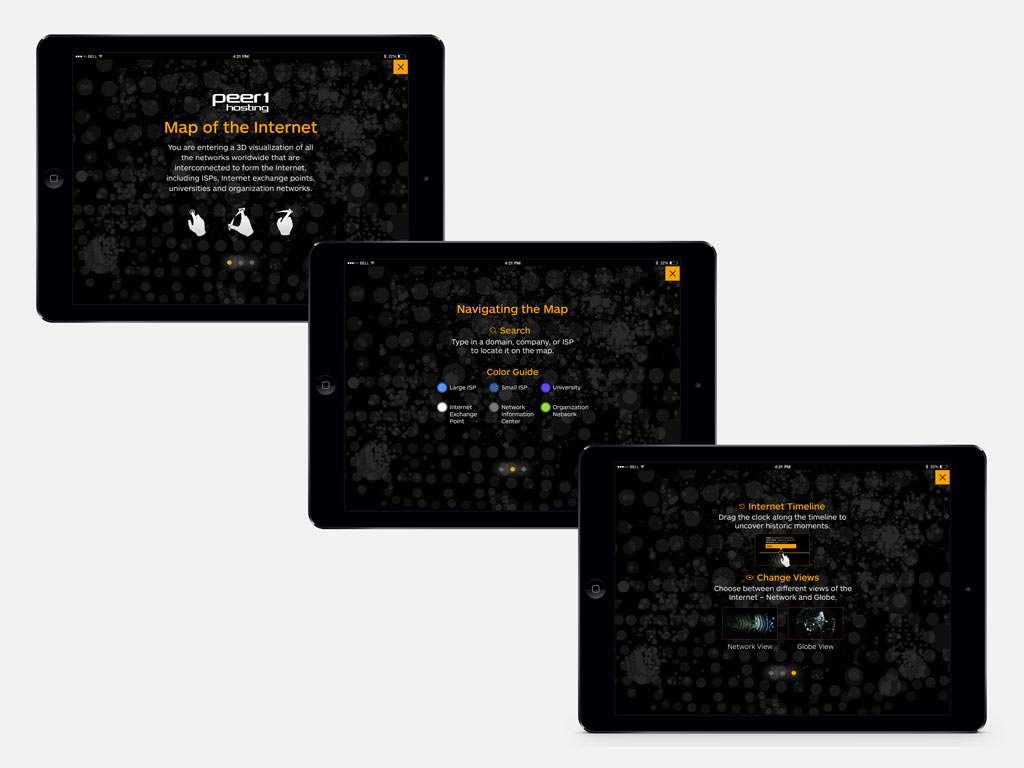 BELL
4:21 PM
22%
peer1
hosting
Map of the Internet
You are entering a 3D visualization of all
the networks worldwide that are
interconnected to form the Internet,
including ISPs, Internet exchange points,
universities and organization networks.
BELL
4:21 PM
22%
Navigating the Map
Search
Type in a domain, company, or ISP
to locate it on the map.
Color Guide
Large ISP
Small ISP
University
Internet
Exchange
Point
Network
Information
Center
Organization
Network
BELL
4:21 PM
22%
Internet Timeline
Drag the clock along the timeline to
uncover historic moments.
Change Views
Choose between different views of the
Internet – Network and Globe.
Network View
Globe View